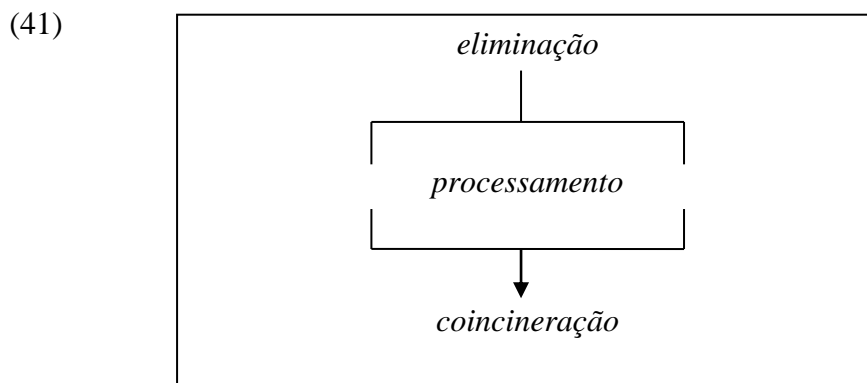 (41)
eliminação
processamento
coincineração